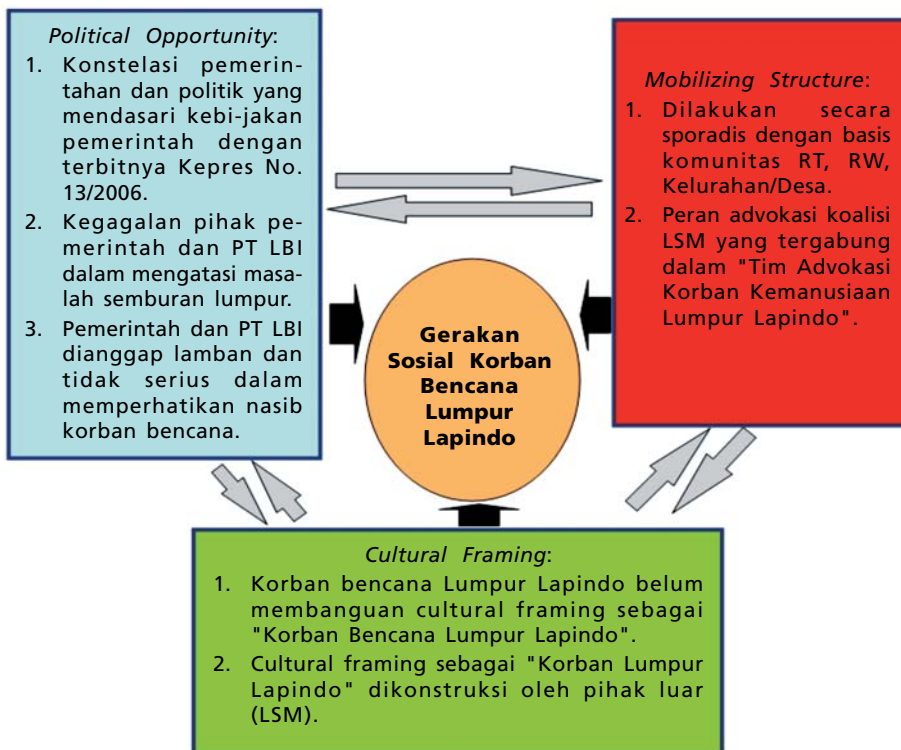 Political Opportunity:
1. Konstelasi pemerin-
tahan dan politik yang
mendasari kebi-jakan
pemerintah dengan
terbitnya Kepres No.
13/2006.
2. Kegagalan pihak pe-
merintah dan PT LBI
dalam mengatasi masa-
lah semburan lumpur.
3. Pemerintah dan PT LBI
dianggap lamban dan
tidak serius dalam
memperhatikan nasib
korban bencana.
Mobilizing Structure:
1. Dilakukan secara
sporadis dengan basis
komunitas RT, RW,
Kelurahan/Desa.
2. Peran advokasi koalisi
LSM yang tergabung
dalam "Tim Advokasi
Korban Kemanusiaan
Lumpur Lapindo".
Gerakan
Sosial Korban
Bencana
Lumpur
Lapindo
Cultural Framing:
1. Korban bencana Lumpur Lapindo belum
membanguan cultural framing sebagai
"Korban Bencana Lumpur Lapindo".
2. Cultural framing sebagai "Korban Lumpur
Lapindo" dikonstruksi oleh pihak luar
(LSM).